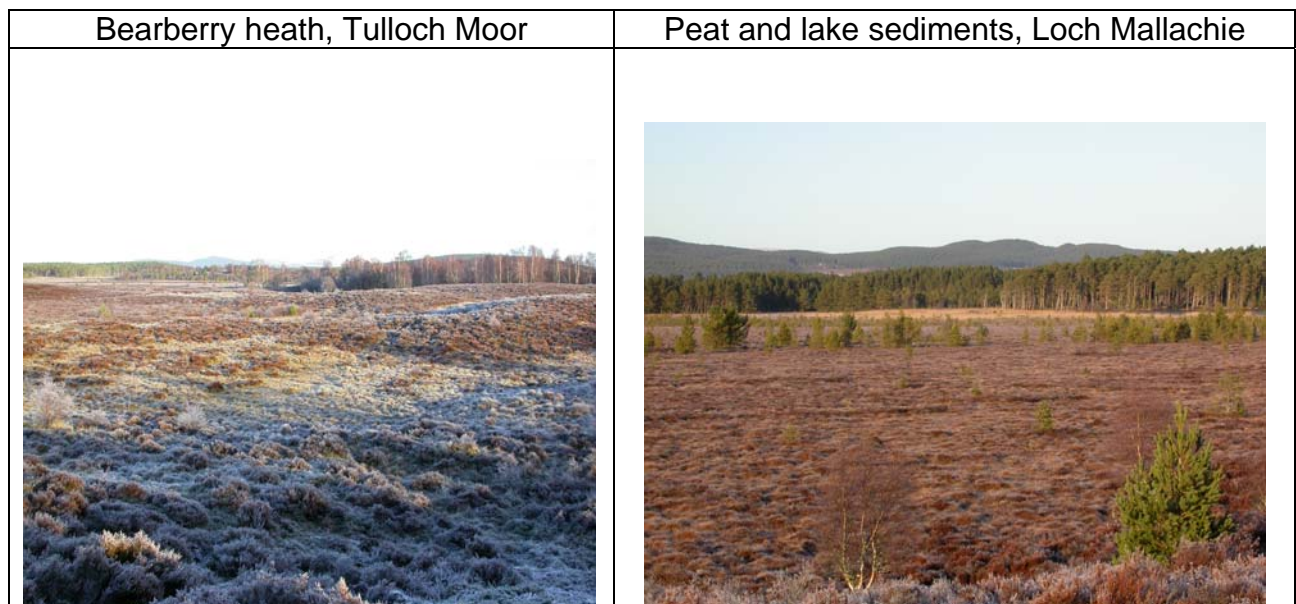 Bearberry heath, Tulloch Moor
Peat and lake sediments, Loch Mallachie